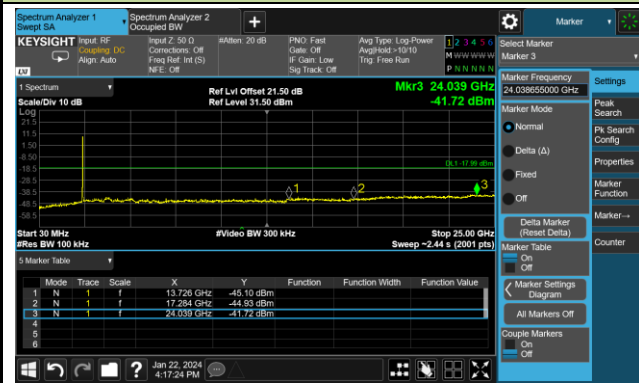 Spectrum Analyzer 1
Swept SA
Spectrum Analyzer 2
Occupied BW
Marker
KEYSIGHT
Input: RF
Coupling: DC
Align: Auto
Input Z: 50 Ω
Corrections: Off
Freq Ref: Int (S)
NFE: Off
#Atten: 20 dB
PNO: Fast
Gate: Off
IF Gain: Low
Sig Track: Off
Avg Type: Log-Power
Avg|Hold:>10/10
Trig: Free Run
1 2 3 4 5 6
M W W W W W
P N N N N N
LXI
Select Marker
Marker 3
1 Spectrum
Scale/Div 10 dB
Log
Ref Lvl Offset 21.50 dB
Ref Level 31.50 dBm
Mkr3 24.039 GHz
-41.72 dBm
21.5
11.5
1.50
-8.50
-18.5
-28.5
-38.5
-48.5
-58.5
DL1 -17.99 dBm
1
2
3
Start 30 MHz
#Res BW 100 kHz
#Video BW 300 kHz
Stop 25.00 GHz
Sweep ~2.44 s (2001 pts)
5 Marker Table
Mode Trace Scale X Y Function Function Width Function Value
1 N 1 f 13.726 GHz -45.10 dBm
2 N 1 f 17.284 GHz -44.93 dBm
3 N 1 f 24.039 GHz -41.72 dBm
4
5
6
Marker Frequency
24.038655000 GHz
Marker Mode
Normal
Delta (Δ)
Fixed
Off
Delta Marker
(Reset Delta)
Marker Table
On
Off
Marker Settings
Diagram
All Markers Off
Couple Markers
On
Off
Settings
Peak
Search
Pk Search
Config
Properties
Marker
Function
Marker→
Counter
?
Jan 22, 2024
4:17:24 PM